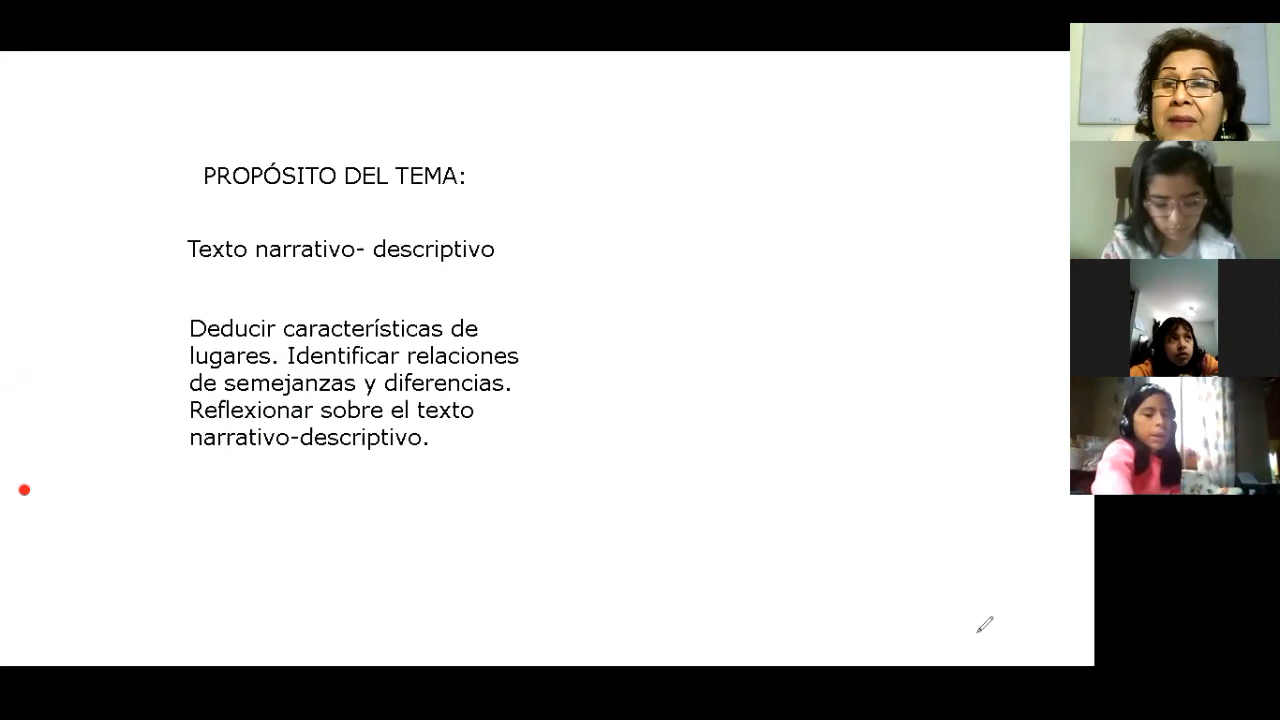 PROPÓSITO DEL TEMA:
Texto narrativo- descriptivo
Deducir características de
lugares. Identificar relaciones
de semejanzas y diferencias.
Reflexionar sobre el texto
narrativo-descriptivo.